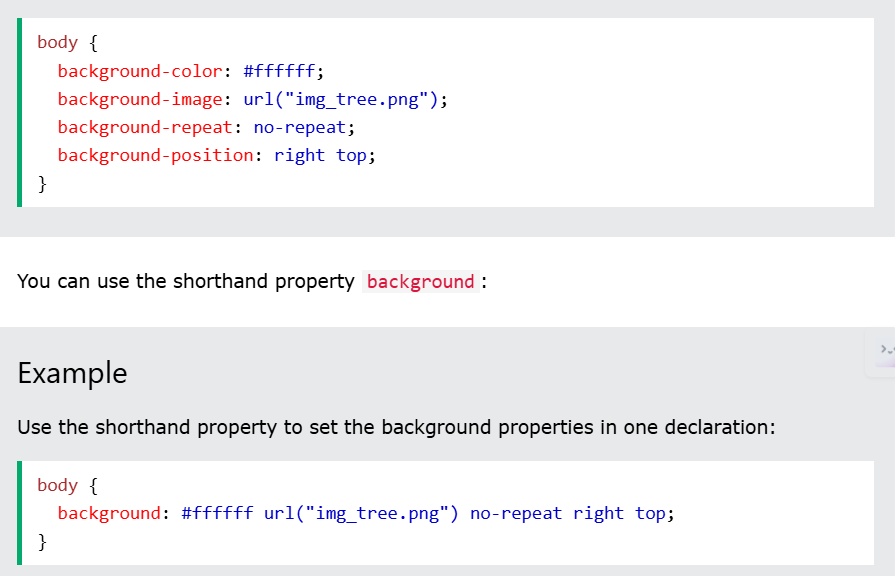 body {
  background-color: #ffffff;
  background-image: url("img_tree.png");
  background-repeat: no-repeat;
  background-position: right top;
}
You can use the shorthand property background:
Example
Use the shorthand property to set the background properties in one declaration:
body {
  background: #ffffff url("img_tree.png") no-repeat right top;
}